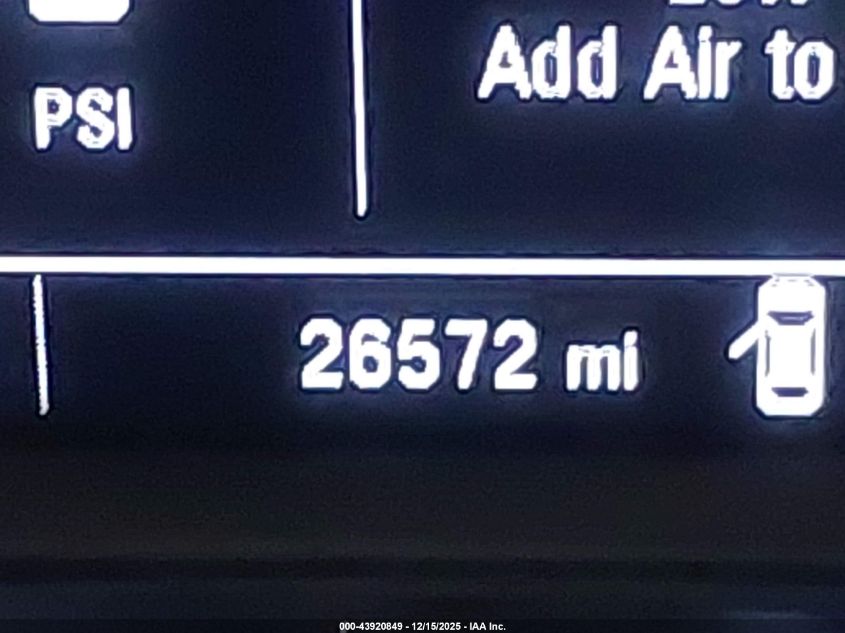 Add Air to
PSI
26572 mi
000-43920849 - 12/15/2025 - IAA Inc.